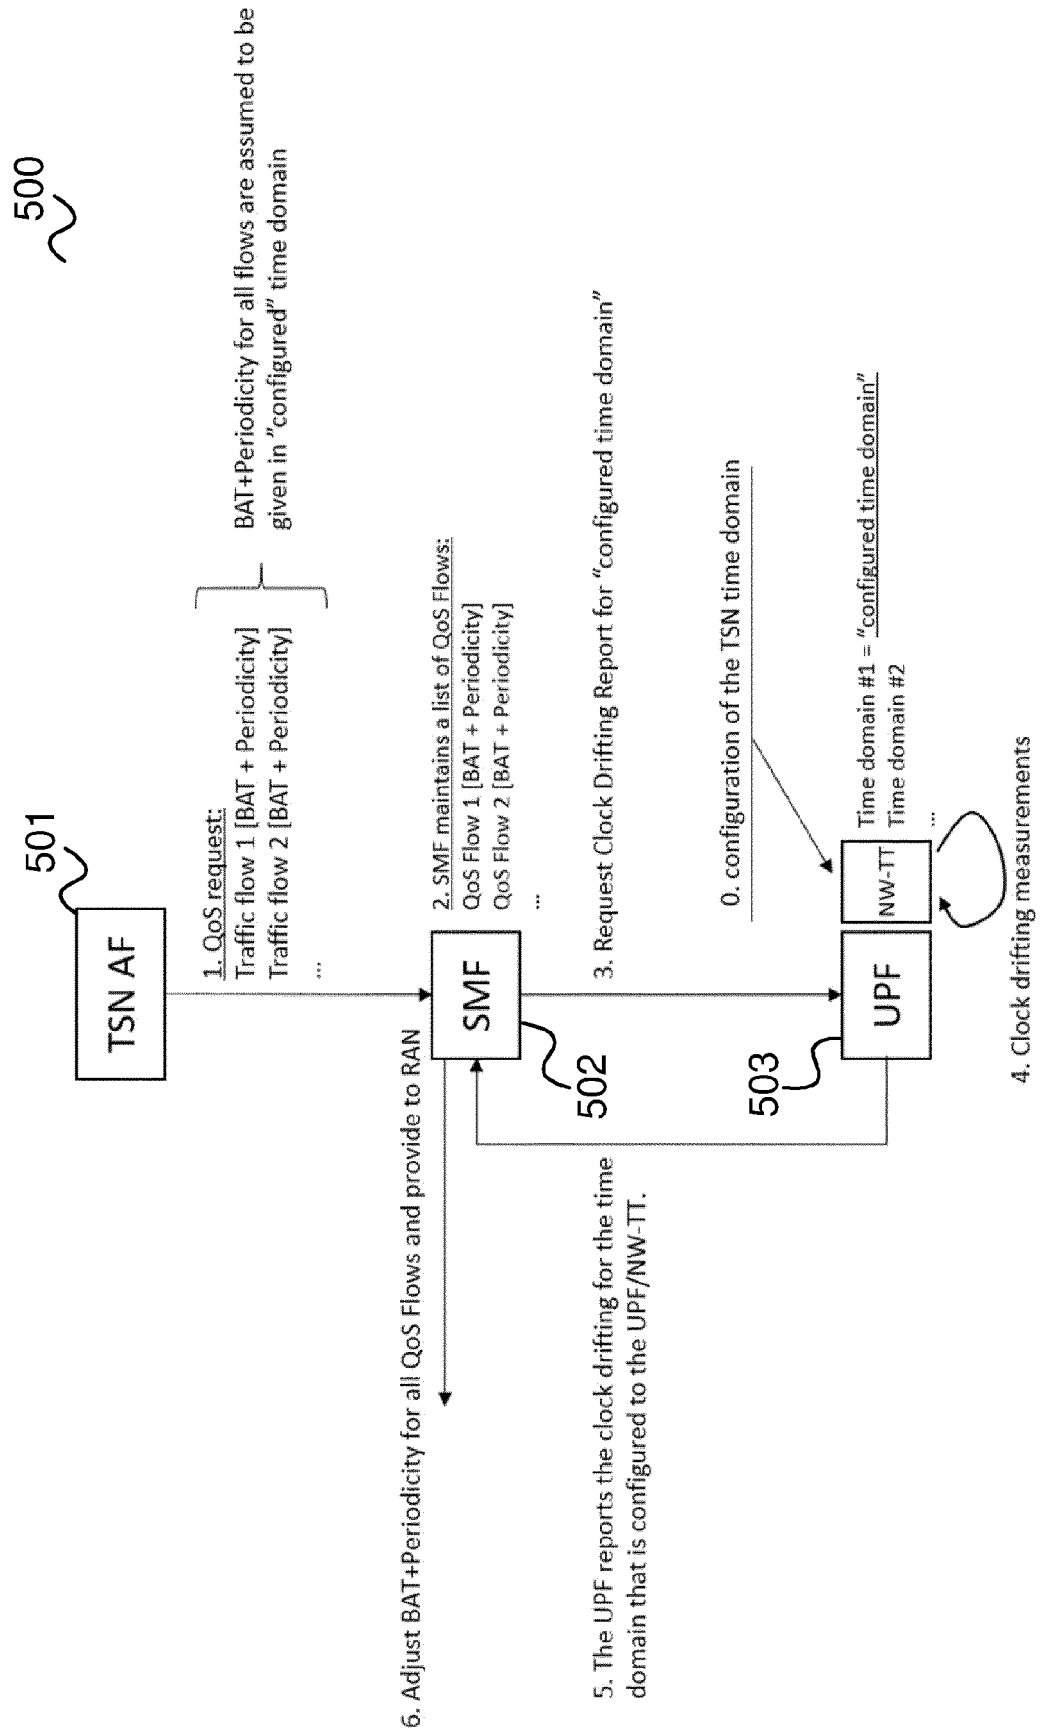 500
501
TSN AF
1. QoS request:
Traffic flow 1 [BAT + Periodicity]
Traffic flow 2 [BAT + Periodicity]
...
BAT+Periodicity for all flows are assumed to be
given in "configured" time domain
6. Adjust BAT+Periodicity for all QoS Flows and provide to RAN
SMF
502
2. SMF maintains a list of QoS Flows:
QoS Flow 1 [BAT + Periodicity]
QoS Flow 2 [BAT + Periodicity]
...
3. Request Clock Drifting Report for "configured time domain"
5. The UPF reports the clock drifting for the time
domain that is configured to the UPF/NW-TT.
0. configuration of the TSN time domain
503
UPF
NW-TT
Time domain #1 = "configured time domain"
Time domain #2
...
4. Clock drifting measurements